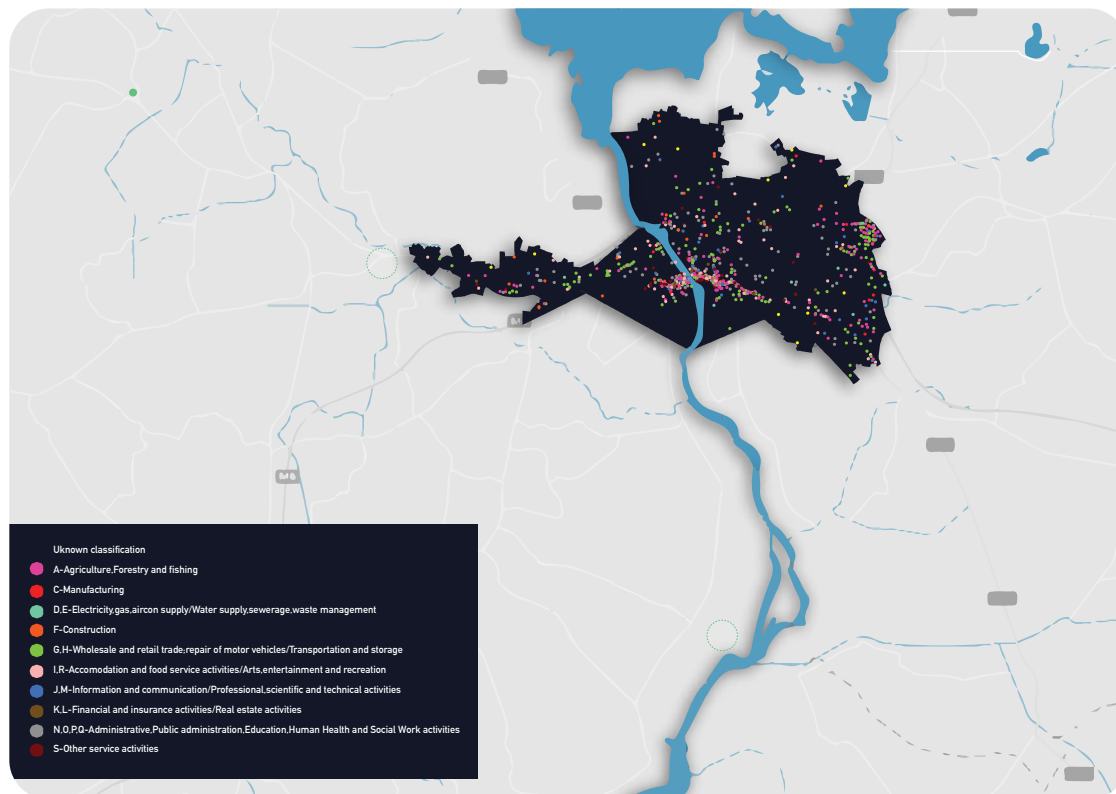 Uknown classification
A-Agriculture,Forestry and fishing
C-Manufacturing
D,E-Electricity,gas,aircon supply/Water supply,sewerage,waste management
F-Construction
G,H-Wholesale and retail trade;repair of motor vehicles/Transportation and storage
I,R-Accomodation and food service activities/Arts,entertainment and recreation
J,M-Information and communication/Professional,scientific and technical activities
K,L-Financial and insurance activities/Real estate activities
N,O,P,Q-Administrative,Public administration,Education,Human Health and Social Work activities
S-Other service activities